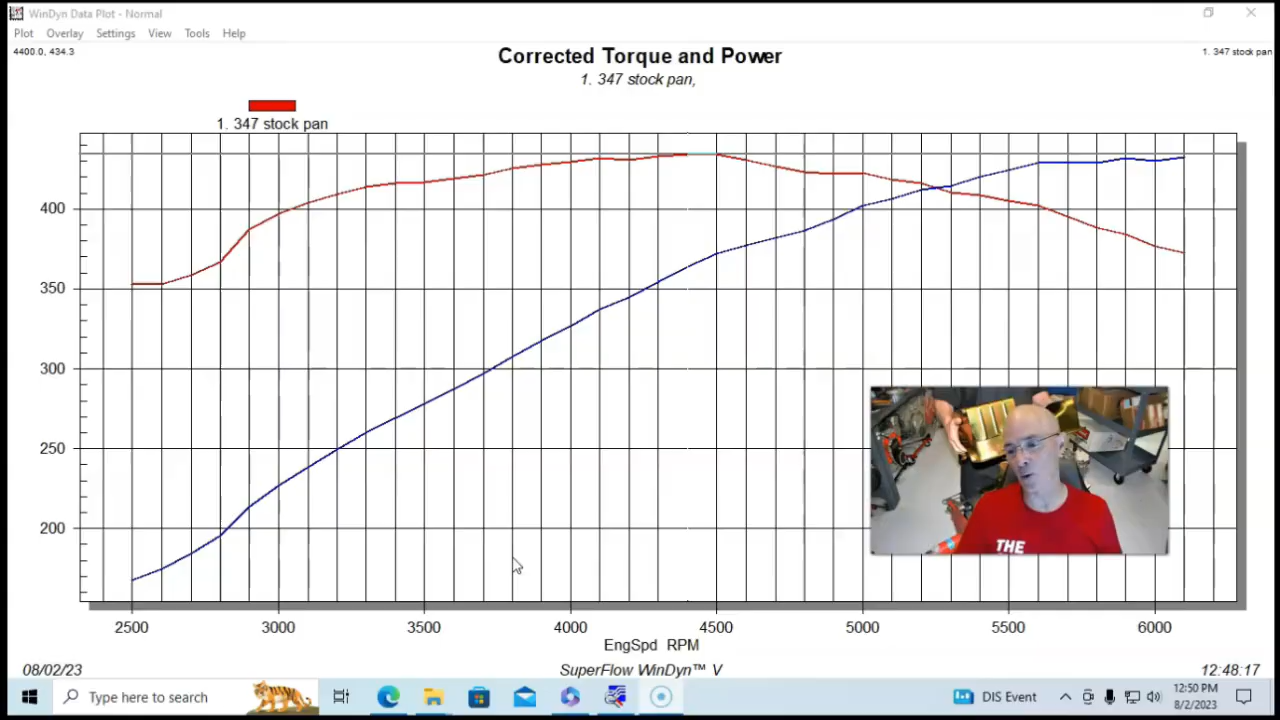 WinDyn Data Plot - Normal
Plot Overlay Settings View Tools Help
4400.0, 434.3
1. 347 stock pan
Corrected Torque and Power
1. 347 stock pan,
1. 347 stock pan
400
350
300
250
200
2500 3000 3500 4000 4500 5000 5500 6000
EngSpd RPM
THE
08/02/23 SuperFlow WinDyn™ V 12:48:17
Type here to search
DIS Event
12:50 PM
8/2/2023